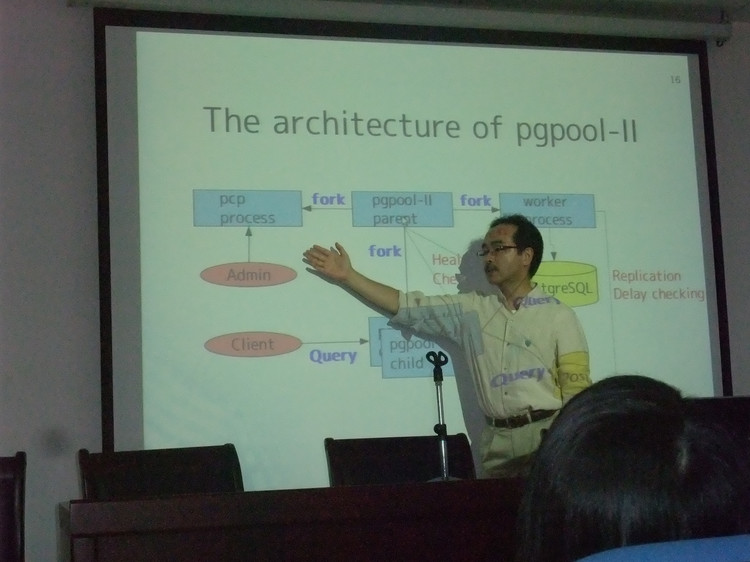 16
The architecture of pgpool-II
pcp
process
fork
pgpool-II
parent
fork
worker
process
fork
Admin
Replication
Delay checking
Query
Client
Query
pgpool
child
Query